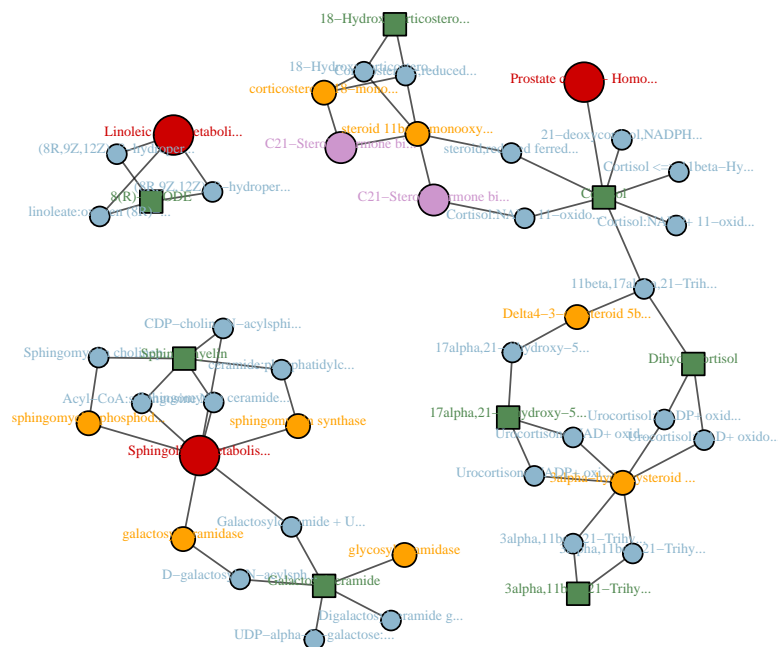 18−Hydroxycorticostero...
18−Hydroxycorticostero...
reduced...
Prostate cancer − Homo...
corticosterone 18−mono...
Linoleic acid metaboli...
steroid 11beta−monooxy...
21−deoxycortisol,NADPH...
C21−Steroid hormone bi...
steroid,reduced ferred...
Cortisol <=> 11beta−Hy...
(8R,9Z,12Z)−8−hydroper...
(8R,9Z,12Z)−8−hydroper...
8(R)−HPODE
C21−Steroid hormone bi...
Cortisol
linoleate:oxygen (8R)−...
Cortisol:NADP+ 11−oxido...
Cortisol:NAD+ 11−oxid...
11beta,17alpha,21−Trih...
Delta4−3−oxosteroid 5b...
CDP−choline:N−acylsphi...
Sphingomyelin
17alpha,21−Dihydroxy−5...
Dihydrocortisol
ceramide:phosphatidylc...
ceramide...
17alpha,21−Dihydroxy−5...
sphingomyelin phosphod...
sphingomyelin synthase
Urocortisol:NADP+ oxid...
Urocortisone:NAD+ oxid...
Urocortisol:NAD+ oxido...
Sphingolipid metabolis...
Urocortisone:NADP+ oxi...
3alpha−hydroxysteroid ...
Galactosylceramide + U...
galactosylceramidase
glycosylceramidase
3alpha,11beta,21−Trihy...
3alpha,11beta,21−Trihy...
D−galactosyl−N−acylsph...
Galactosylceramide
Digalactosylceramide g...
3alpha,11beta,21−Trihy...
UDP−alpha−D−galactose:...